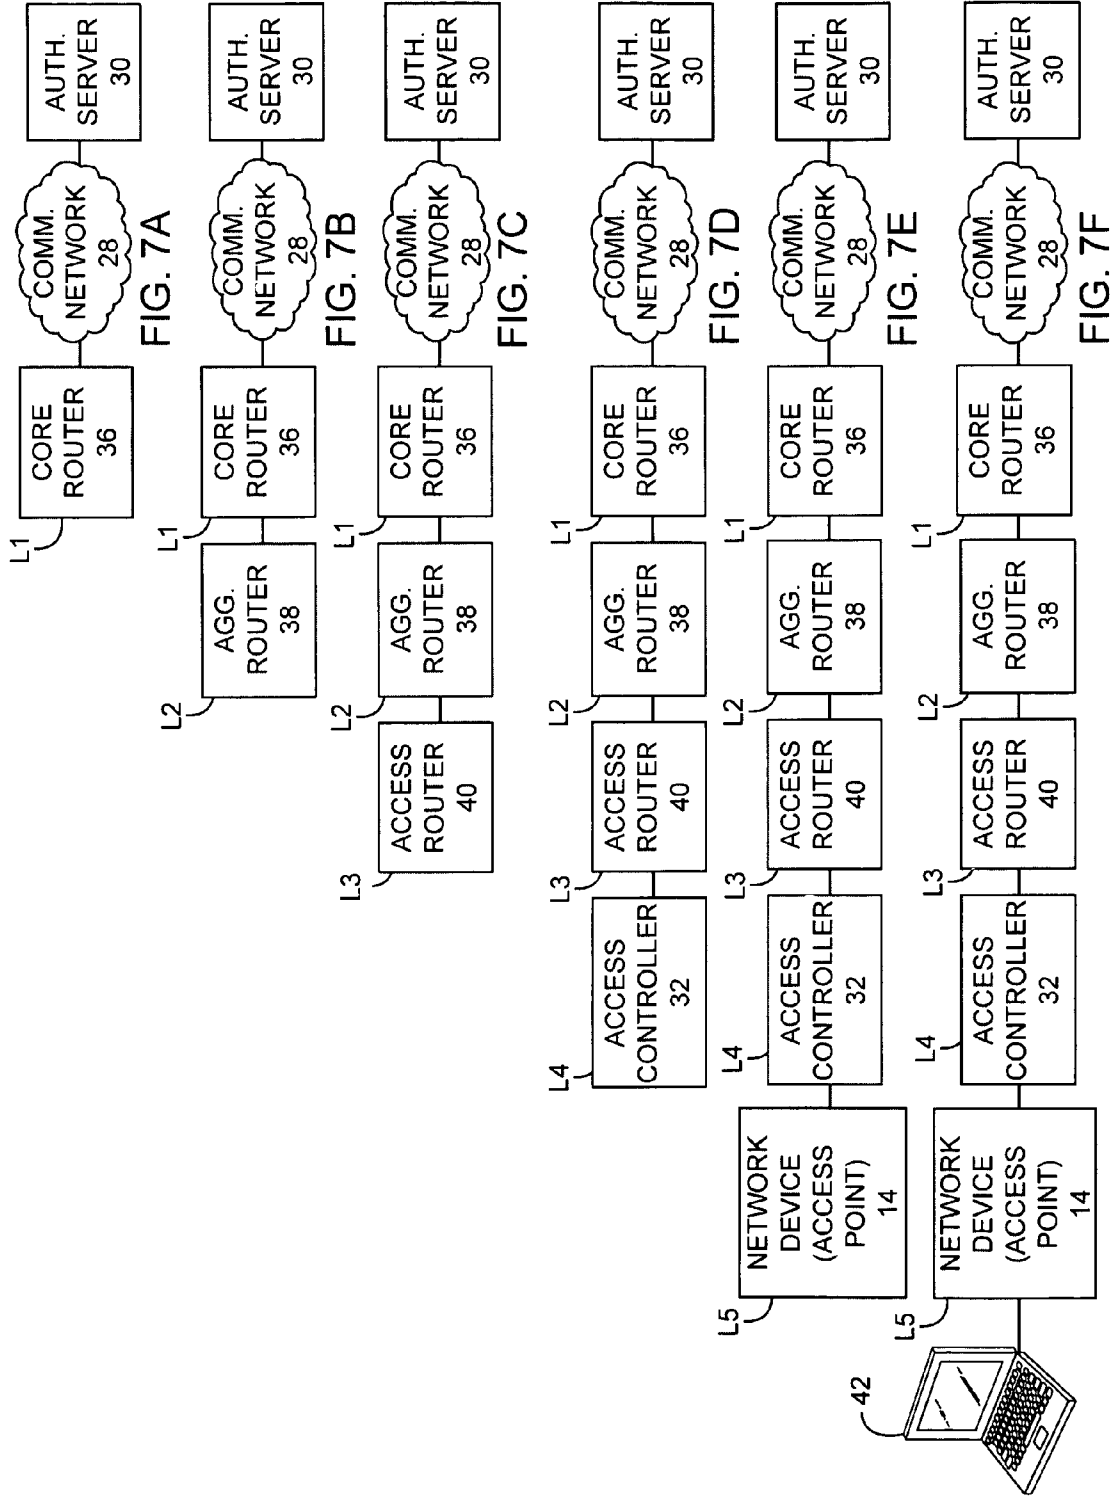 L1
CORE
ROUTER
36
COMM.
NETWORK
28
AUTH.
SERVER
30
FIG. 7A
L2
AGG.
ROUTER
38
L1
CORE
ROUTER
36
COMM.
NETWORK
28
AUTH.
SERVER
30
FIG. 7B
L3
ACCESS
ROUTER
40
L2
AGG.
ROUTER
38
L1
CORE
ROUTER
36
COMM.
NETWORK
28
AUTH.
SERVER
30
FIG. 7C
L4
ACCESS
CONTROLLER
32
L3
ACCESS
ROUTER
40
L2
AGG.
ROUTER
38
L1
CORE
ROUTER
36
COMM.
NETWORK
28
AUTH.
SERVER
30
FIG. 7D
L5
NETWORK
DEVICE
(ACCESS
POINT)
14
L4
ACCESS
CONTROLLER
32
L3
ACCESS
ROUTER
40
L2
AGG.
ROUTER
38
L1
CORE
ROUTER
36
COMM.
NETWORK
28
AUTH.
SERVER
30
FIG. 7E
42
L5
NETWORK
DEVICE
(ACCESS
POINT)
14
L4
ACCESS
CONTROLLER
32
L3
ACCESS
ROUTER
40
L2
AGG.
ROUTER
38
L1
CORE
ROUTER
36
COMM.
NETWORK
28
AUTH.
SERVER
30
FIG. 7F